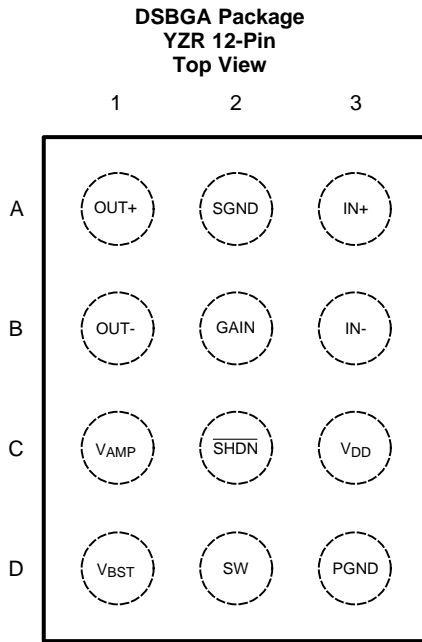 DSBGA Package
YZR 12-Pin
Top View
1 2 3
A OUT+ SGND IN+
B OUT- GAIN IN-
C VAMP SHDN VDD
D VBST SW PGND